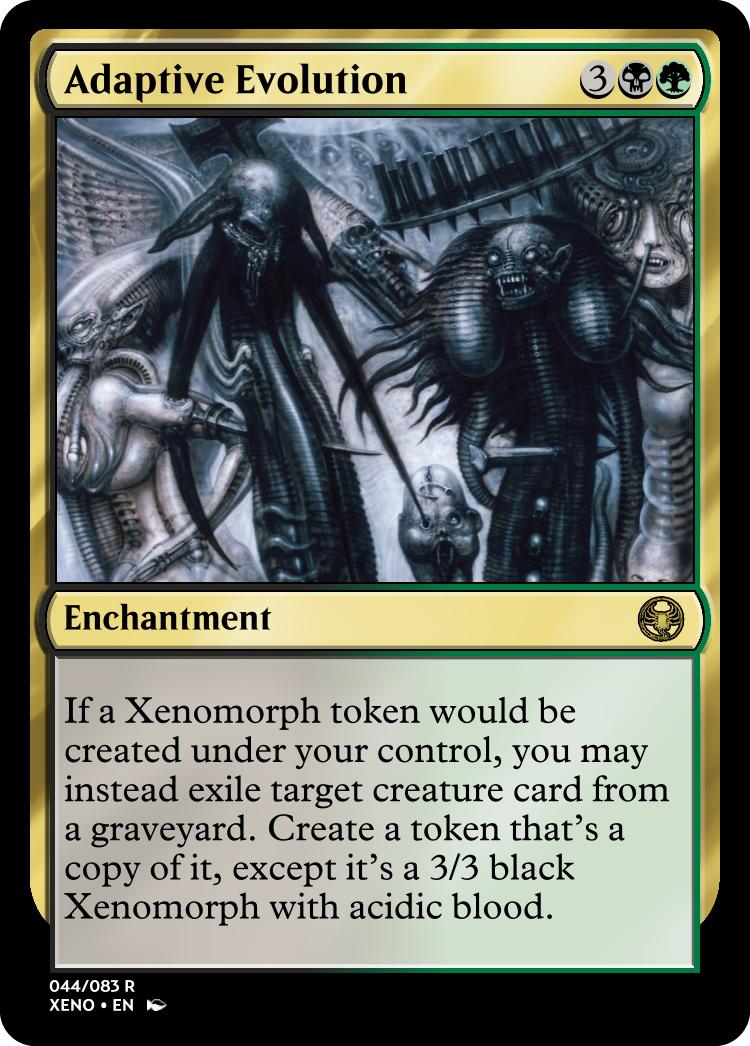 Adaptive Evolution 3
Enchantment
If a Xenomorph token would be
created under your control, you may
instead exile target creature card from
a graveyard. Create a token that's a
copy of it, except it's a 3/3 black
Xenomorph with acidic blood.
044/083 R
XENO • EN